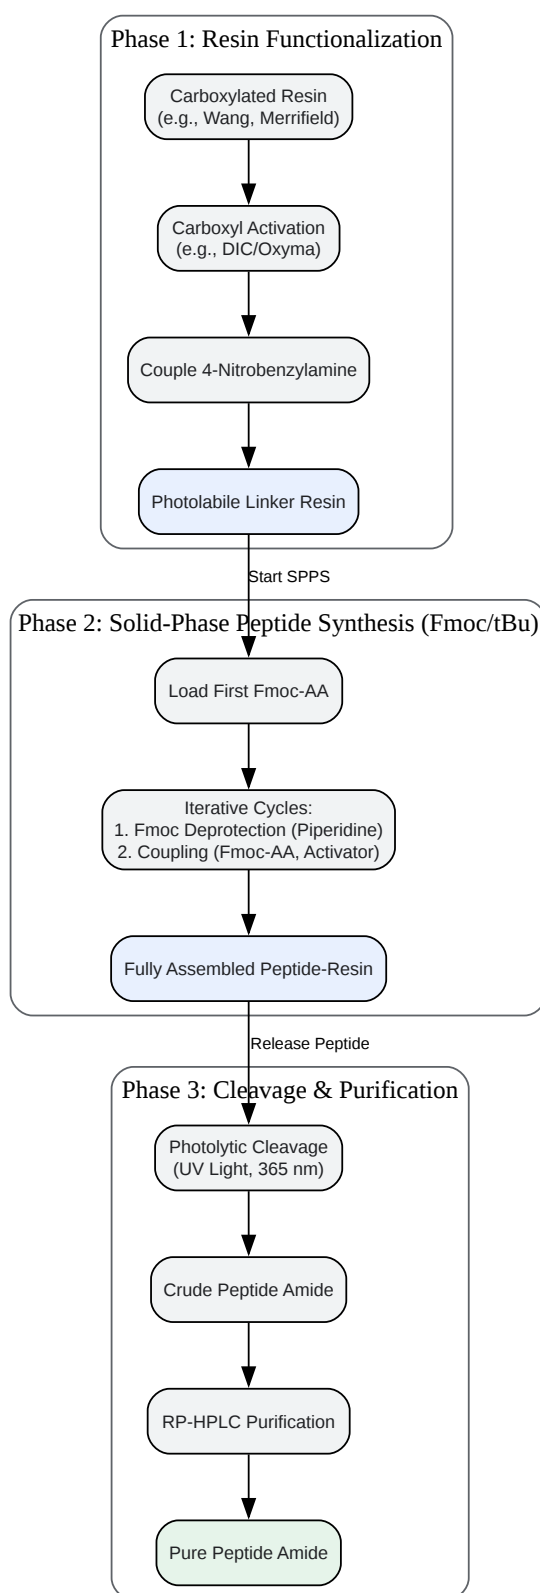 Phase 1: Resin Functionalization
Carboxylated Resin
(e.g., Wang, Merrifield)
Carboxyl Activation
(e.g., DIC/Oxyma)
Couple 4-Nitrobenzylamine
Photolabile Linker Resin
Start SPPS
Phase 2: Solid-Phase Peptide Synthesis (Fmoc/tBu)
Load First Fmoc-AA
Iterative Cycles:
1. Fmoc Deprotection (Piperidine)
2. Coupling (Fmoc-AA, Activator)
Fully Assembled Peptide-Resin
Release Peptide
Phase 3: Cleavage & Purification
Photolytic Cleavage
(UV Light, 365 nm)
Crude Peptide Amide
RP-HPLC Purification
Pure Peptide Amide